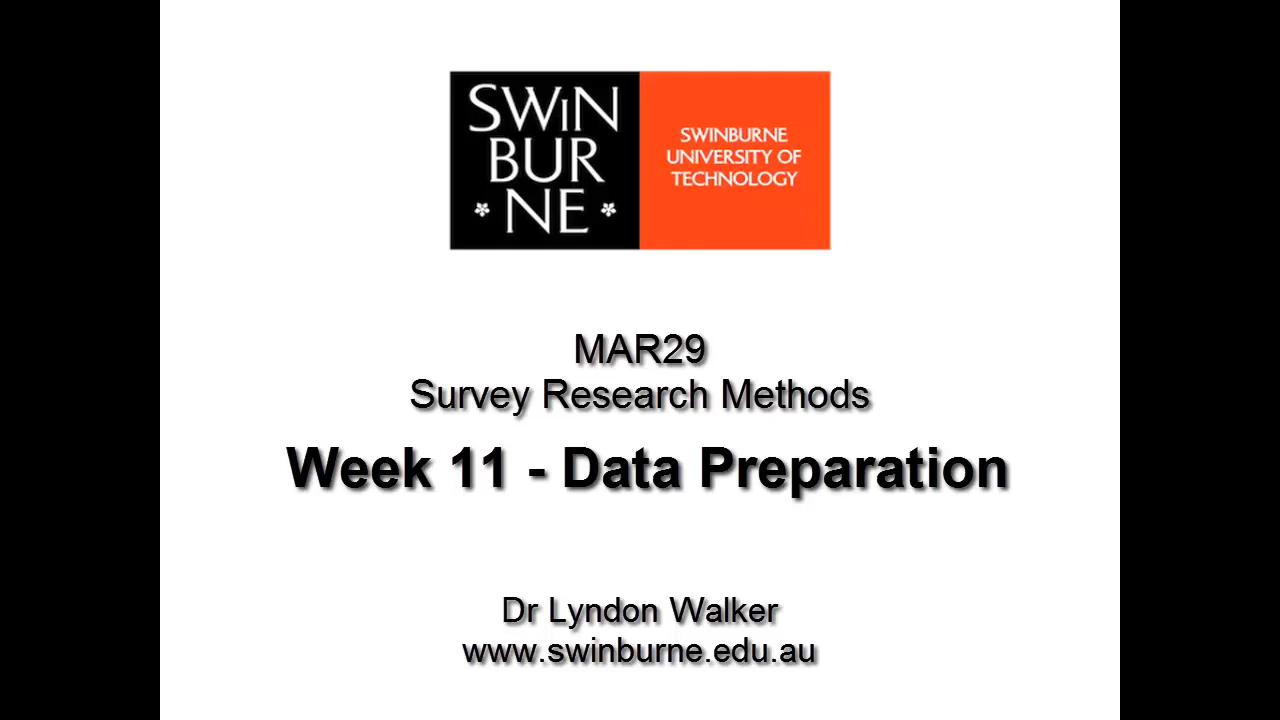 SWiN
BUR
NE
SWINBURNE
UNIVERSITY OF
TECHNOLOGY
MAR29
Survey Research Methods
Week 11 - Data Preparation
Dr Lyndon Walker
www.swinburne.edu.au